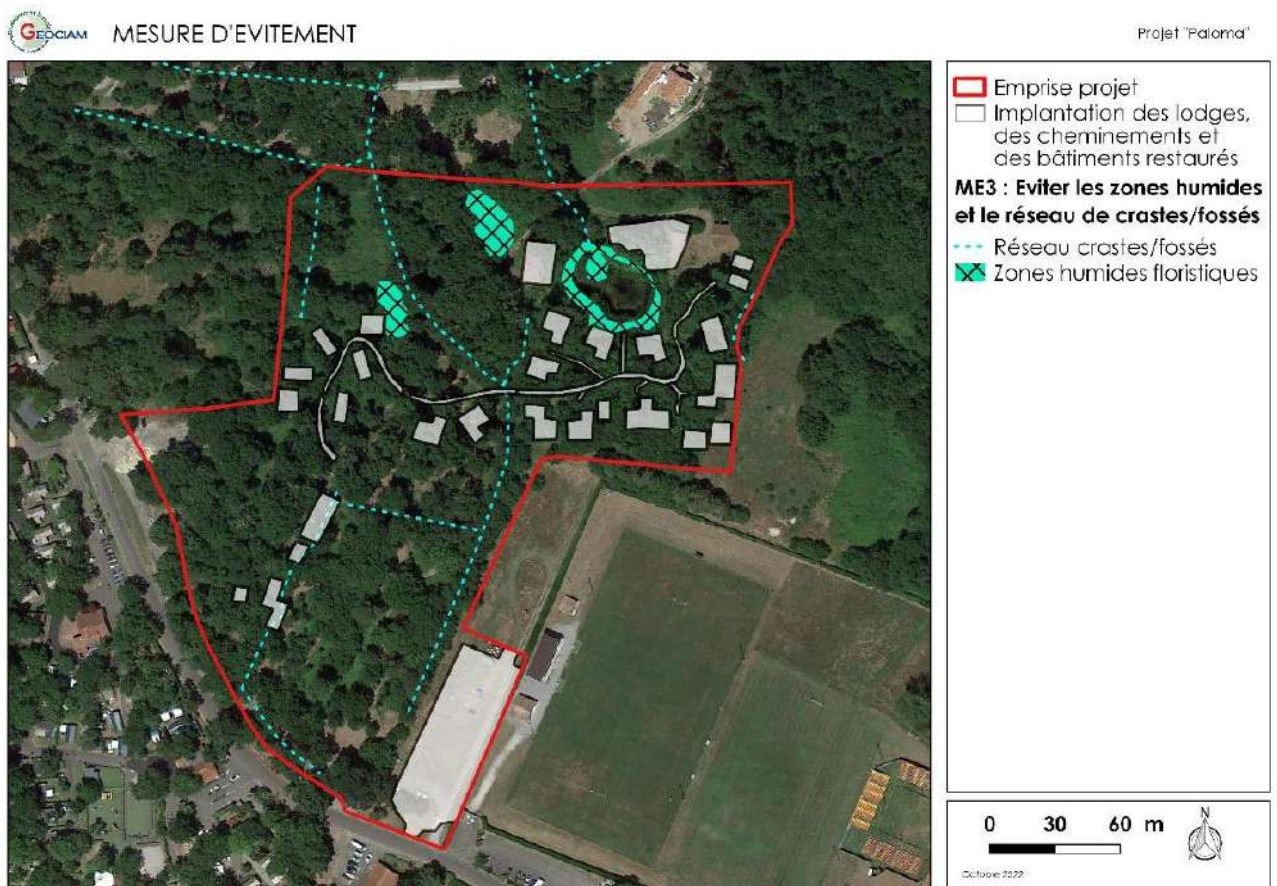 GEOCIAM
MESURE D'EVITEMENT
Projet "Paloma"
Emprise projet
Implantation des lodges,
des cheminements et
des bâtiments restaurés
ME3 : Eviter les zones humides
et le réseau de crastes/fossés
Réseau crastes/fossés
Zones humides floristiques
0 30 60 m
N
Octobre 2022